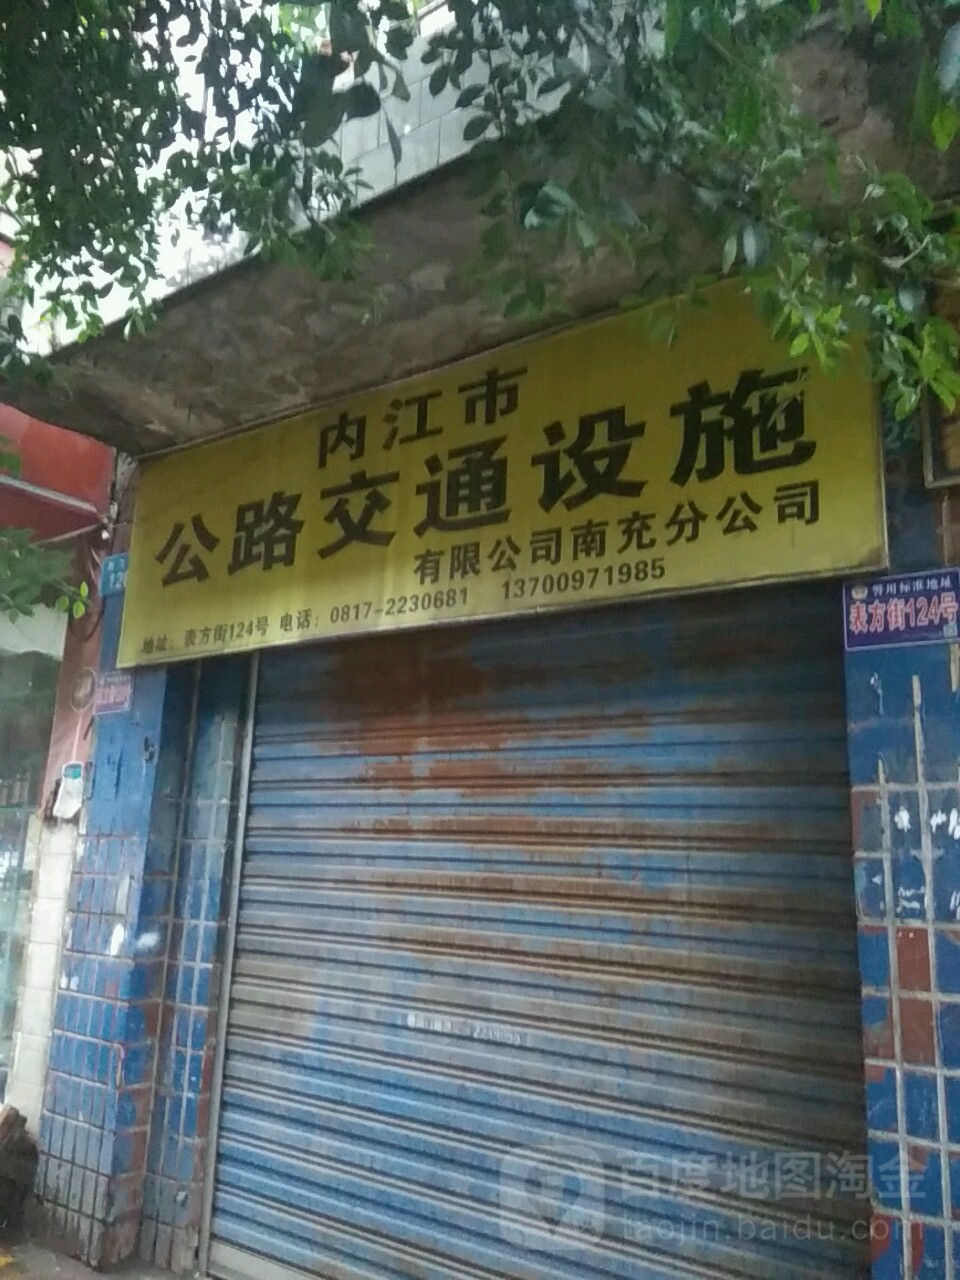 内江市
公路交通设施
有限公司南充分公司
地址：表方街124号 电话：0817-2230681 13700971985
表方街124号
百度地图淘金
taojin.baidu.com